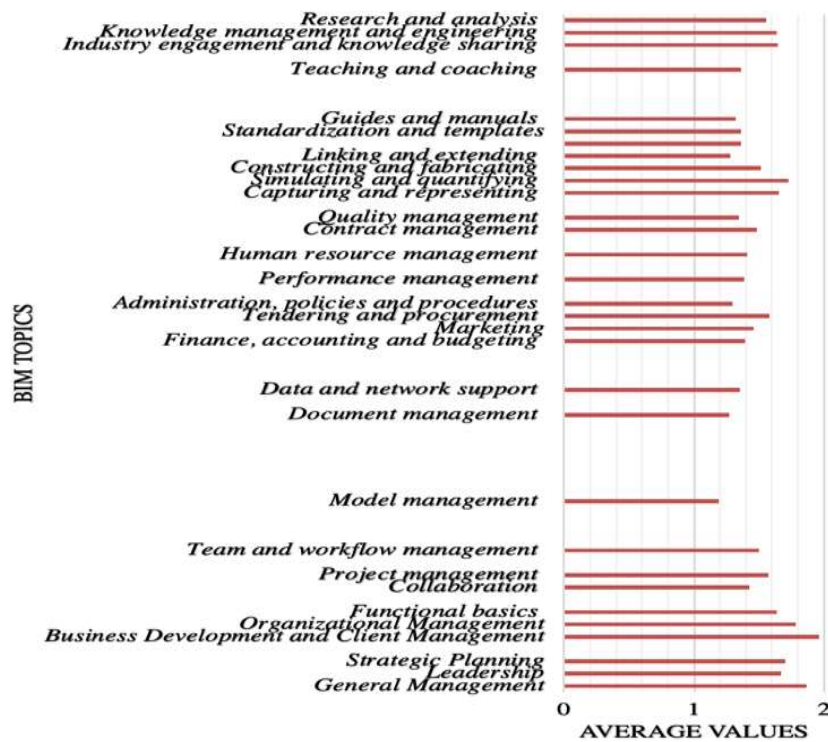 Research and analysis
Knowledge management and engineering
Industry engagement and knowledge sharing
Teaching and coaching
Guides and manuals
Standardization and templates
Linking and extending
Constructing and fabricating
Simulating and quantifying
Capturing and representing
Quality management
Contract management
Human resource management
Performance management
Administration, policies and procedures
Tendering and procurement
Marketing
Finance, accounting and budgeting
Data and network support
Document management
Model management
Team and workflow management
Project management
Collaboration
Functional basics
Organizational Management
Business Development and Client Management
Strategic Planning
Leadership
General Management
BIM TOPICS
0 1 2
AVERAGE VALUES